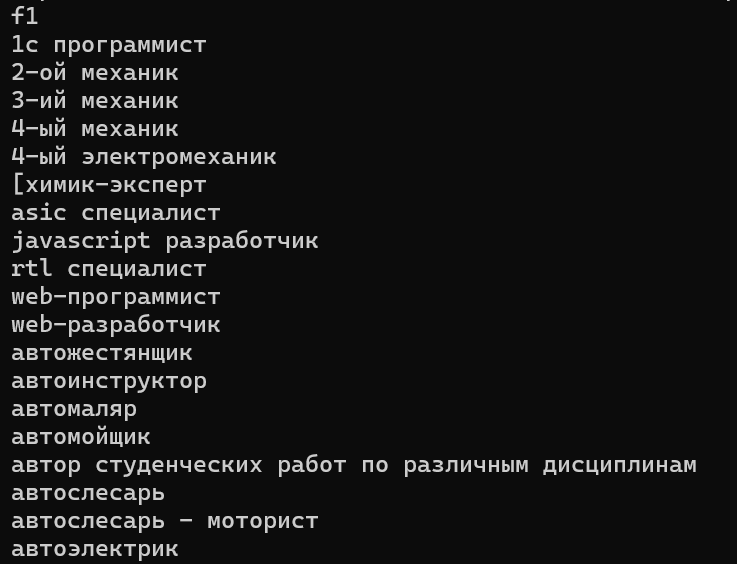 f1
1с программист
2-ой механик
3-ий механик
4-ый механик
4-ый электромеханик
[химик-эксперт
asic специалист
javascript разработчик
rtl специалист
web-программист
web-разработчик
автожестянщик
автоинструктор
автомаляр
автомойщик
автор студенческих работ по различным дисциплинам
автослесарь
автослесарь - моторист
автоэлектрик